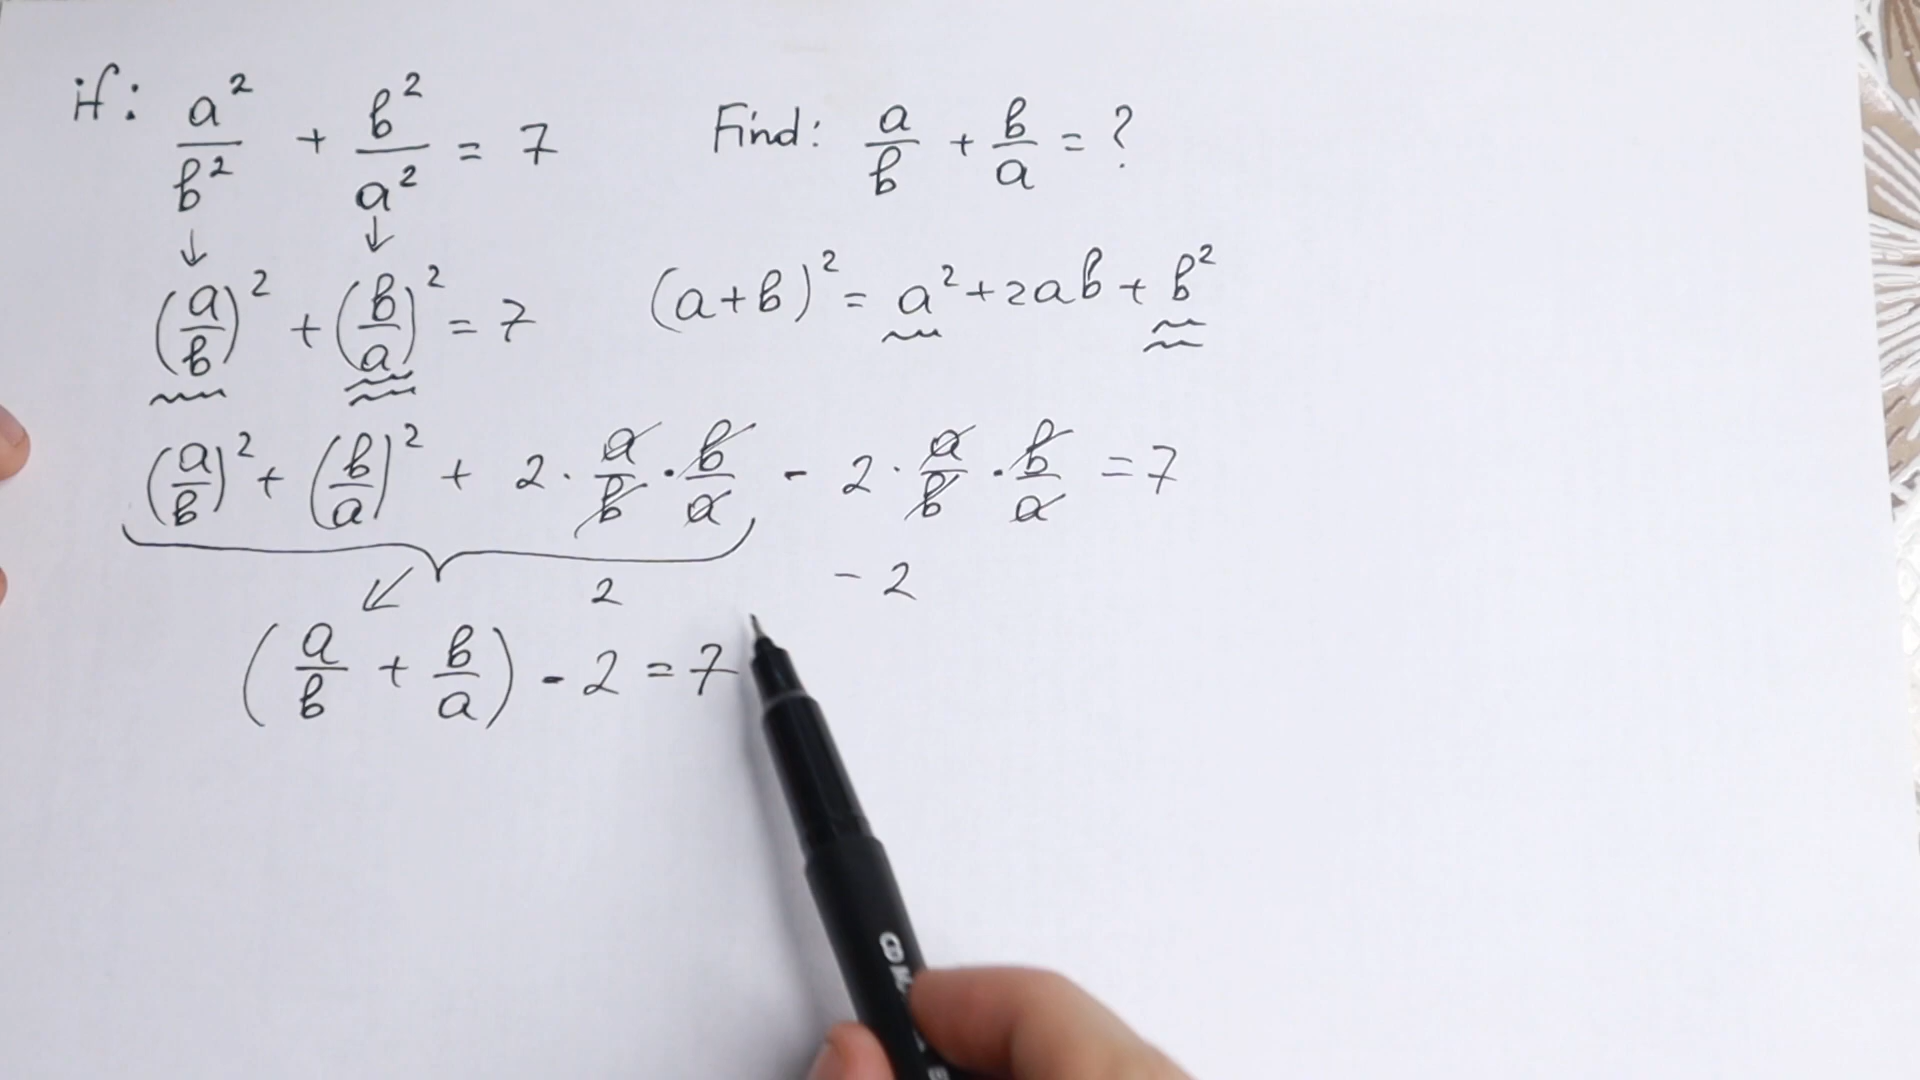 if: a²/b² + b²/a² = 7 Find: a/b + b/a = ?
(a/b)² + (b/a)² = 7 (a+b)² = a²+2ab+b²
(a/b)² + (b/a)² + 2·a/b·b/a - 2·a/b·b/a = 7
2 - 2
(a/b + b/a) - 2 = 7